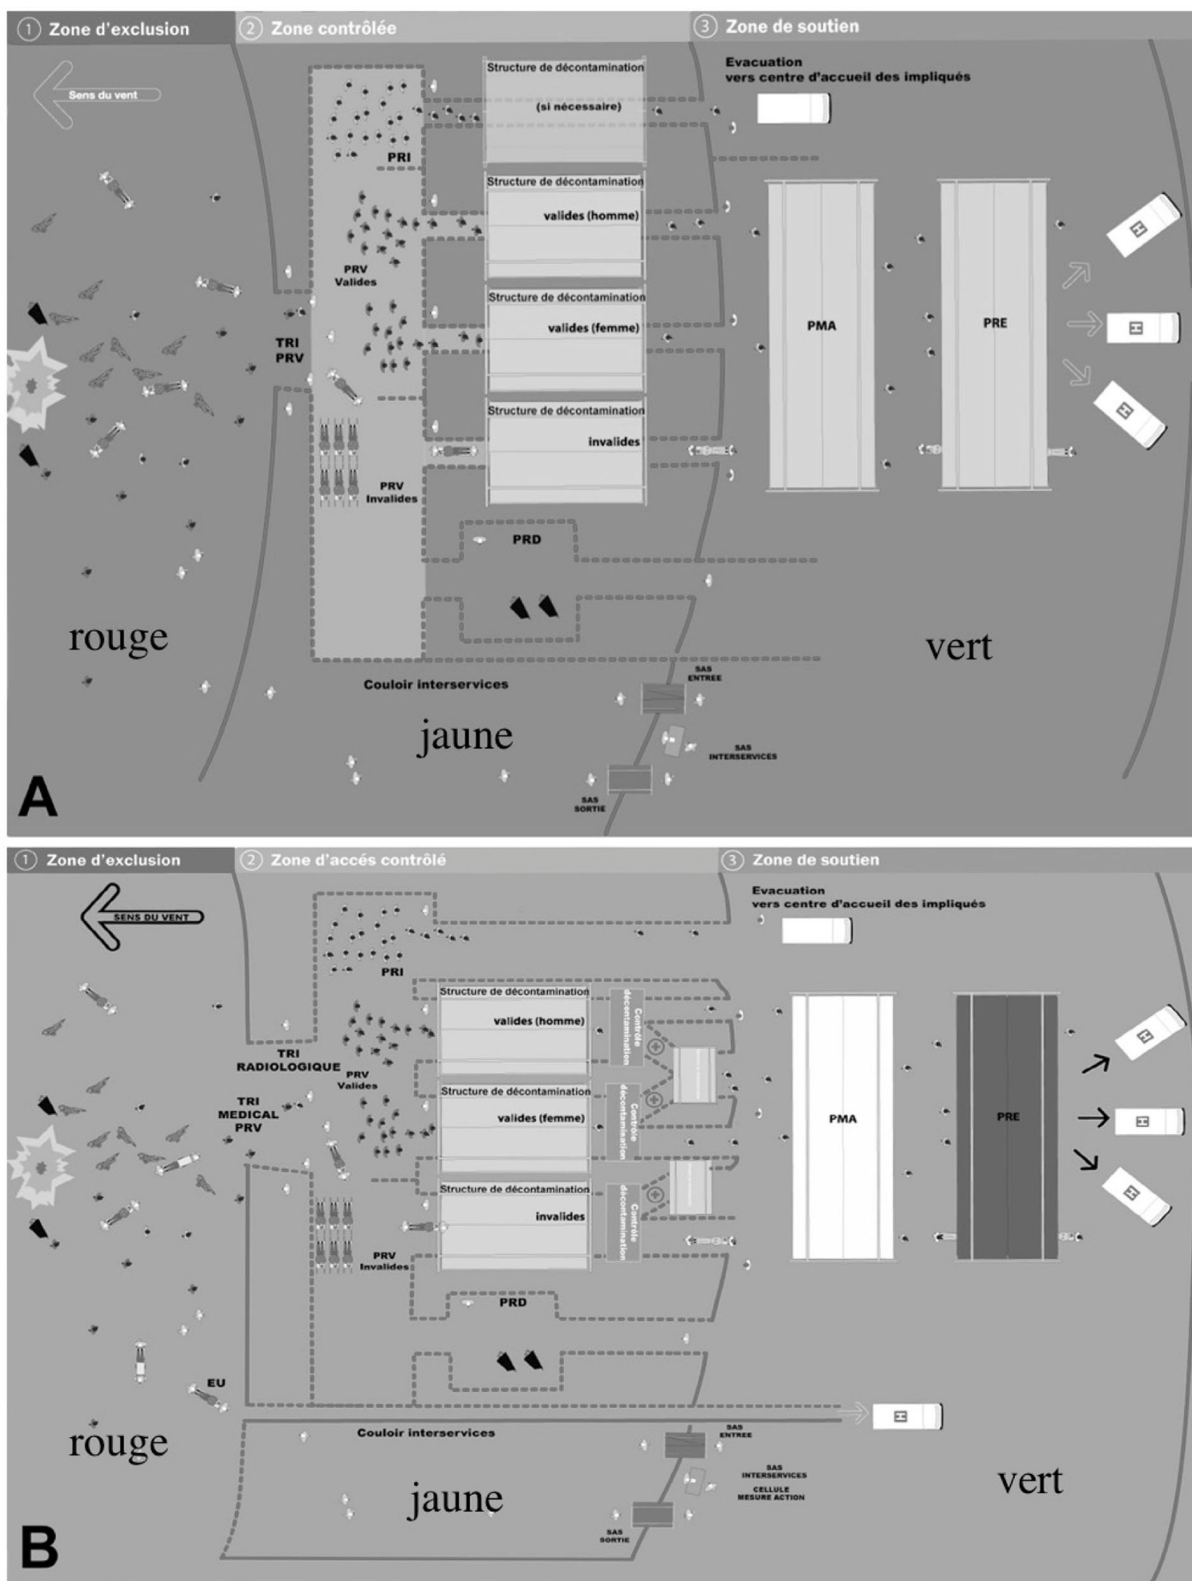 1 Zone d'exclusion
2 Zone contrôlée
3 Zone de soutien
Sens du vent
Structure de décontamination
(si nécessaire)
Evacuation
vers centre d'accueil des impliqués
PRI
Structure de décontamination
valides (homme)
PRV
Valides
Structure de décontamination
valides (femme)
TRI
PRV
PMA
PRE
H
H
H
Structure de décontamination
invalides
PRV
Invalides
PRD
rouge
vert
Couloir interservices
jaune
SAS
ENTREE
SAS
INTERSERVICES
SAS
SORTIE
A
1 Zone d'exclusion
2 Zone d'accés contrôlé
3 Zone de soutien
SENS DU VENT
Evacuation
vers centre d'accueil des impliqués
PRI
Structure de décontamination
valides (homme)
Contrôle
décontamination
TRI
RADIOLOGIQUE
PRV
Valides
TRI
MEDICAL
PRV
Structure de décontamination
valides (femme)
Contrôle
décontamination
PMA
PRE
H
H
H
Structure de décontamination
invalides
Contrôle
décontamination
PRV
Invalides
PRD
EU
H
rouge
Couloir interservices
jaune
vert
SAS
ENTREE
SAS
INTERSERVICES
CELLULE
MESURE ACTION
SAS
SORTIE
B